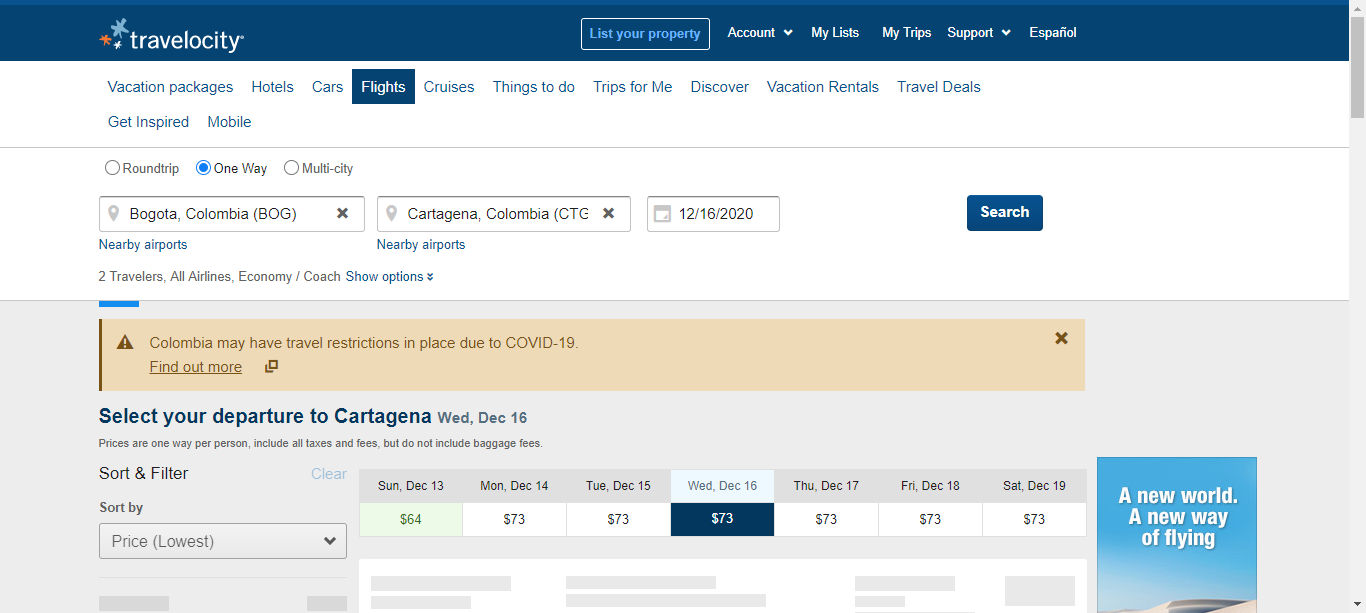 travelocity
List your property
Account
My Lists
My Trips
Support
Español
Vacation packages
Hotels
Cars
Flights
Cruises
Things to do
Trips for Me
Discover
Vacation Rentals
Travel Deals
Get Inspired
Mobile
Roundtrip
One Way
Multi-city
Bogota, Colombia (BOG)
Cartagena, Colombia (CTG
12/16/2020
Search
Nearby airports
Nearby airports
2 Travelers, All Airlines, Economy / Coach Show options
Colombia may have travel restrictions in place due to COVID-19.
Find out more
Select your departure to Cartagena Wed, Dec 16
Prices are one way per person, include all taxes and fees, but do not include baggage fees.
Sort & Filter
Clear
Sort by
Price (Lowest)
Sun, Dec 13
Mon, Dec 14
Tue, Dec 15
Wed, Dec 16
Thu, Dec 17
Fri, Dec 18
Sat, Dec 19
$64
$73
$73
$73
$73
$73
$73
A new world.
A new way
of flying